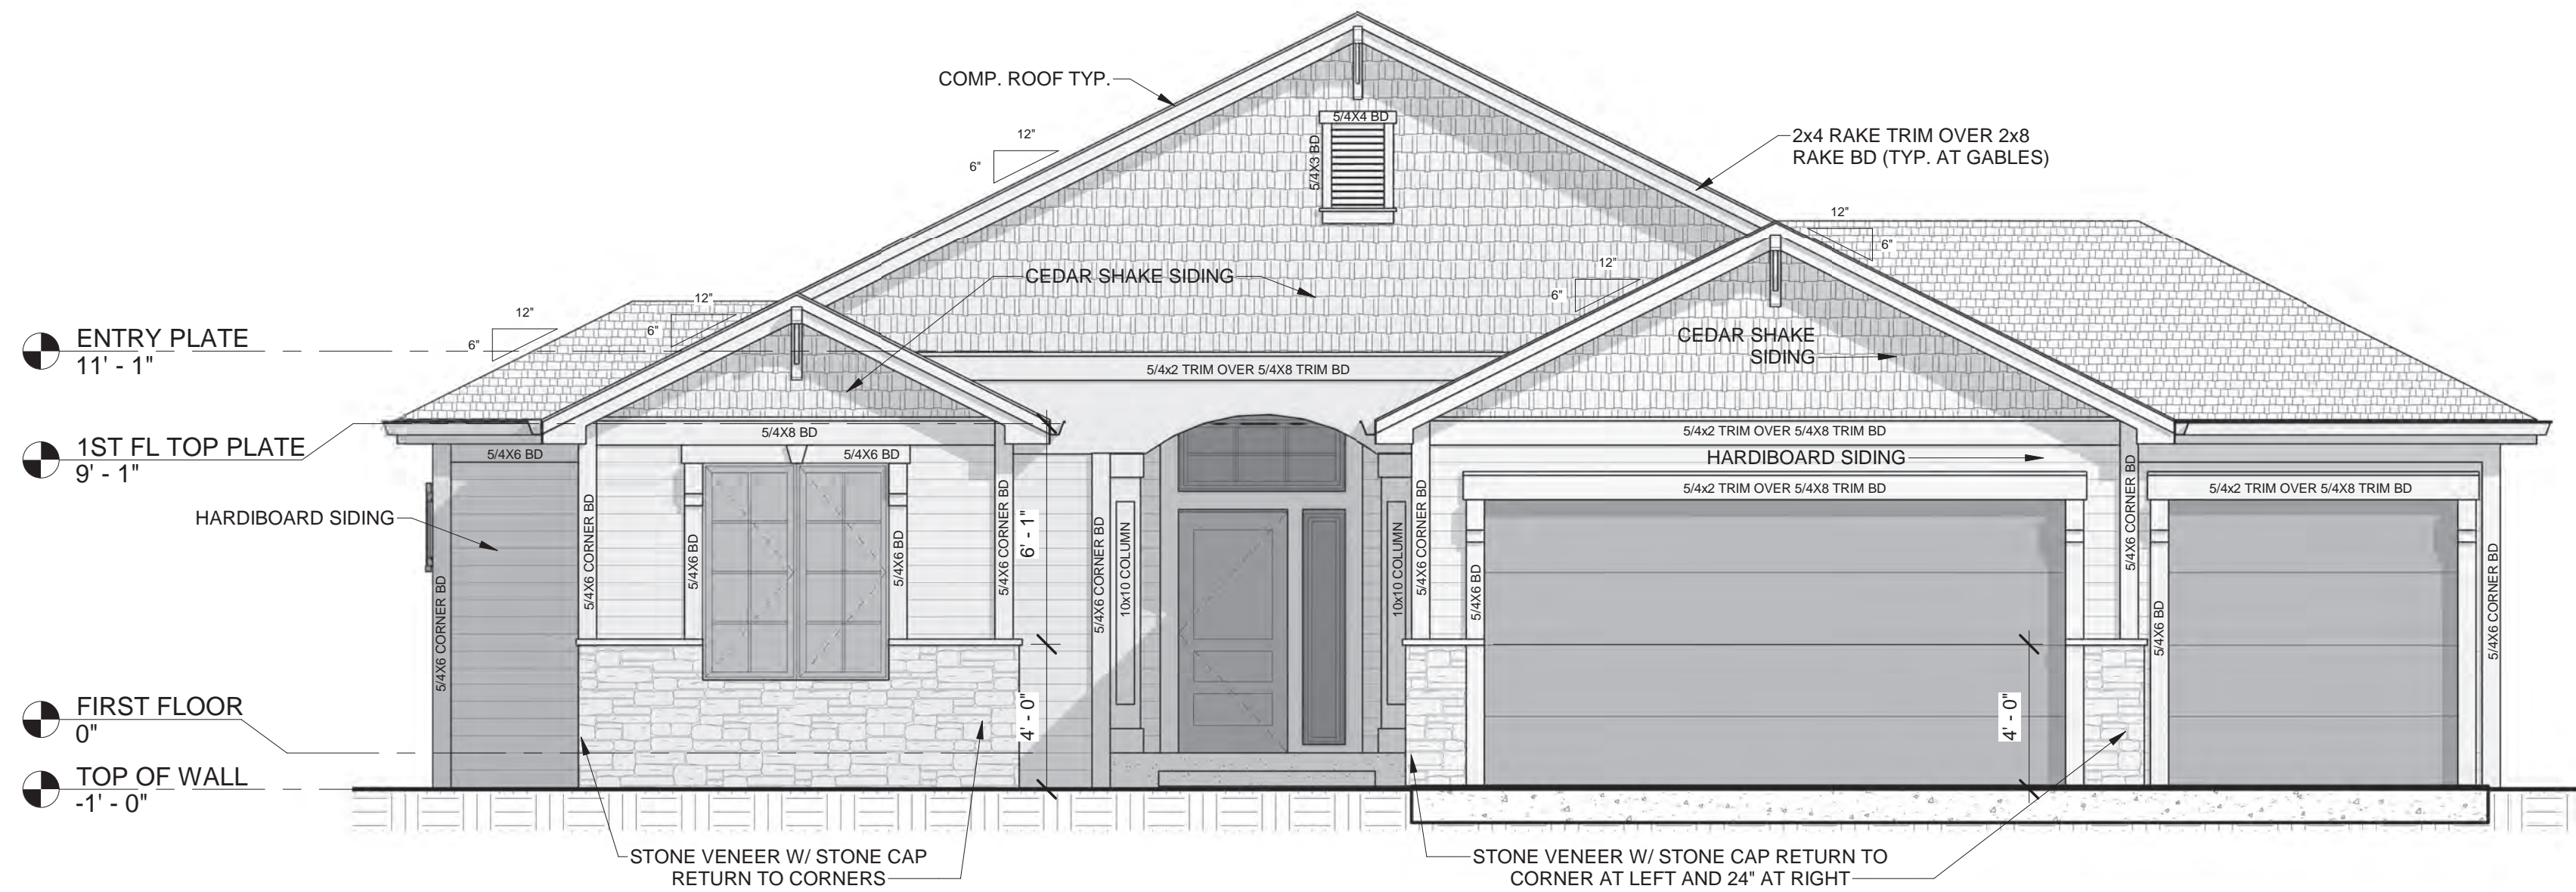 COMP. ROOF TYP.
12"
6"
5/4X4 BD
5/4X3 BD
2x4 RAKE TRIM OVER 2x8
RAKE BD (TYP. AT GABLES)
12"
6"
CEDAR SHAKE SIDING
12"
6"
12"
6"
12"
6"
ENTRY PLATE
11' - 1"
CEDAR SHAKE
SIDING
5/4x2 TRIM OVER 5/4X8 TRIM BD
1ST FL TOP PLATE
9' - 1"
5/4X8 BD
5/4x2 TRIM OVER 5/4X8 TRIM BD
5/4X6 BD
5/4X6 BD
HARDIBOARD SIDING
5/4x2 TRIM OVER 5/4X8 TRIM BD
5/4x2 TRIM OVER 5/4X8 TRIM BD
HARDIBOARD SIDING
5/4X6 CORNER BD
5/4X6 CORNER BD
5/4X6 BD
5/4X6 BD
5/4X6 CORNER BD
6' - 1"
5/4X6 CORNER BD
10x10 COLUMN
10x10 COLUMN
5/4X6 CORNER BD
5/4X6 BD
5/4X6 CORNER BD
5/4X6 BD
5/4X6 CORNER BD
FIRST FLOOR
0"
4' - 0"
4' - 0"
TOP OF WALL
-1' - 0"
STONE VENEER W/ STONE CAP
RETURN TO CORNERS
STONE VENEER W/ STONE CAP RETURN TO
CORNER AT LEFT AND 24" AT RIGHT